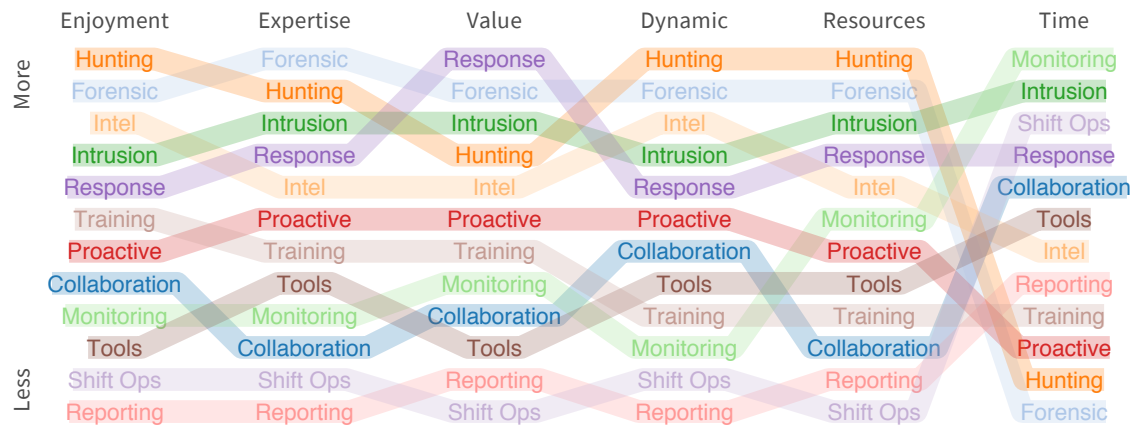 Enjoyment Expertise Value Dynamic Resources Time
More
Hunting Forensic Response Hunting Hunting Monitoring
Forensic Hunting Forensic Forensic Forensic Intrusion
Intel Intrusion Intrusion Intel Intrusion Shift Ops
Intrusion Response Hunting Intrusion Response Response
Response Intel Intel Response Intel Collaboration
Training Proactive Proactive Proactive Monitoring Tools
Proactive Training Training Collaboration Proactive Intel
Collaboration Tools Monitoring Tools Tools Reporting
Monitoring Monitoring Collaboration Training Training Training
Tools Collaboration Tools Monitoring Collaboration Proactive
Shift Ops Shift Ops Reporting Shift Ops Reporting Hunting
Reporting Reporting Shift Ops Reporting Shift Ops Forensic
Less